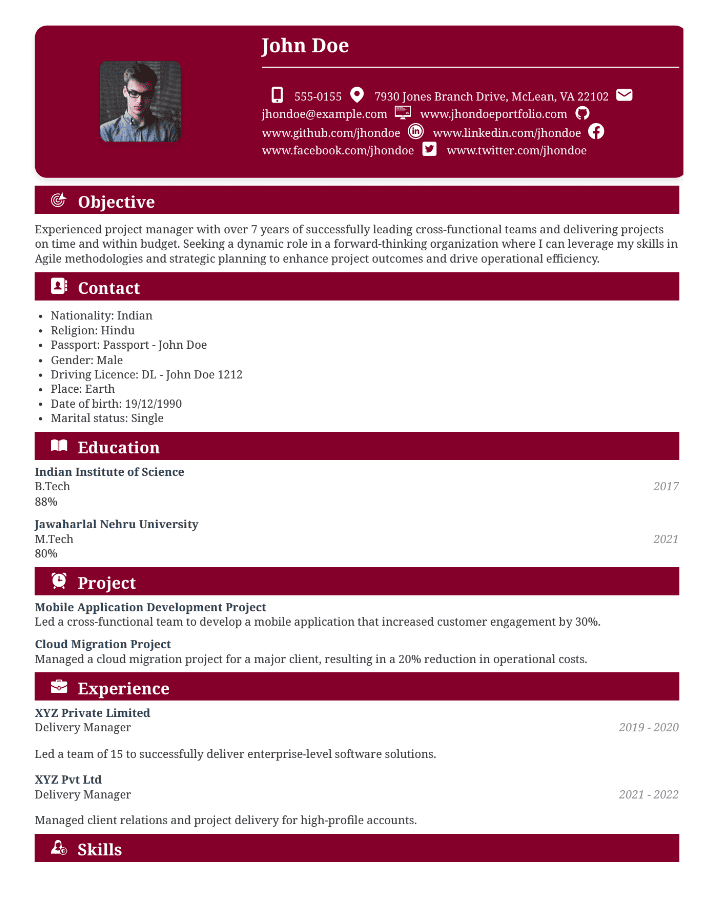 John Doe
555-0155 7930 Jones Branch Drive, McLean, VA 22102
jhondoe@example.com www.jhondoeportfolio.com
www.github.com/jhondoe www.linkedin.com/jhondoe
www.facebook.com/jhondoe www.twitter.com/jhondoe
Objective
Experienced project manager with over 7 years of successfully leading cross-functional teams and delivering projects
on time and within budget. Seeking a dynamic role in a forward-thinking organization where I can leverage my skills in
Agile methodologies and strategic planning to enhance project outcomes and drive operational efficiency.
Contact
• Nationality: Indian
• Religion: Hindu
• Passport: Passport - John Doe
• Gender: Male
• Driving Licence: DL - John Doe 1212
• Place: Earth
• Date of birth: 19/12/1990
• Marital status: Single
Education
Indian Institute of Science
B.Tech 2017
88%
Jawaharlal Nehru University
M.Tech 2021
80%
Project
Mobile Application Development Project
Led a cross-functional team to develop a mobile application that increased customer engagement by 30%.
Cloud Migration Project
Managed a cloud migration project for a major client, resulting in a 20% reduction in operational costs.
Experience
XYZ Private Limited
Delivery Manager 2019 - 2020
Led a team of 15 to successfully deliver enterprise-level software solutions.
XYZ Pvt Ltd
Delivery Manager 2021 - 2022
Managed client relations and project delivery for high-profile accounts.
Skills